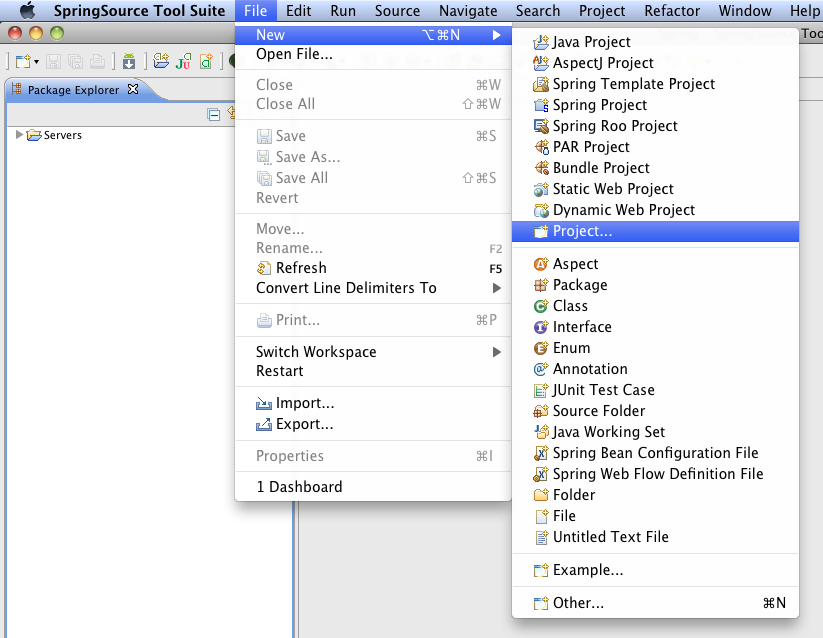 SpringSource Tool Suite File Edit Run Source Navigate Search Project Refactor Window Help
Package Explorer
Servers
New ⌥⌘N
Open File...
Close ⌘W
Close All ⇧⌘W
Save ⌘S
Save As...
Save All ⇧⌘S
Revert
Move...
Rename... F2
Refresh F5
Convert Line Delimiters To
Print... ⌘P
Switch Workspace
Restart
Import...
Export...
Properties ⌘I
1 Dashboard
Java Project
AspectJ Project
Spring Template Project
Spring Project
Spring Roo Project
PAR Project
Bundle Project
Static Web Project
Dynamic Web Project
Project...
Aspect
Package
Class
Interface
Enum
Annotation
JUnit Test Case
Source Folder
Java Working Set
Spring Bean Configuration File
Spring Web Flow Definition File
Folder
File
Untitled Text File
Example...
Other... ⌘N